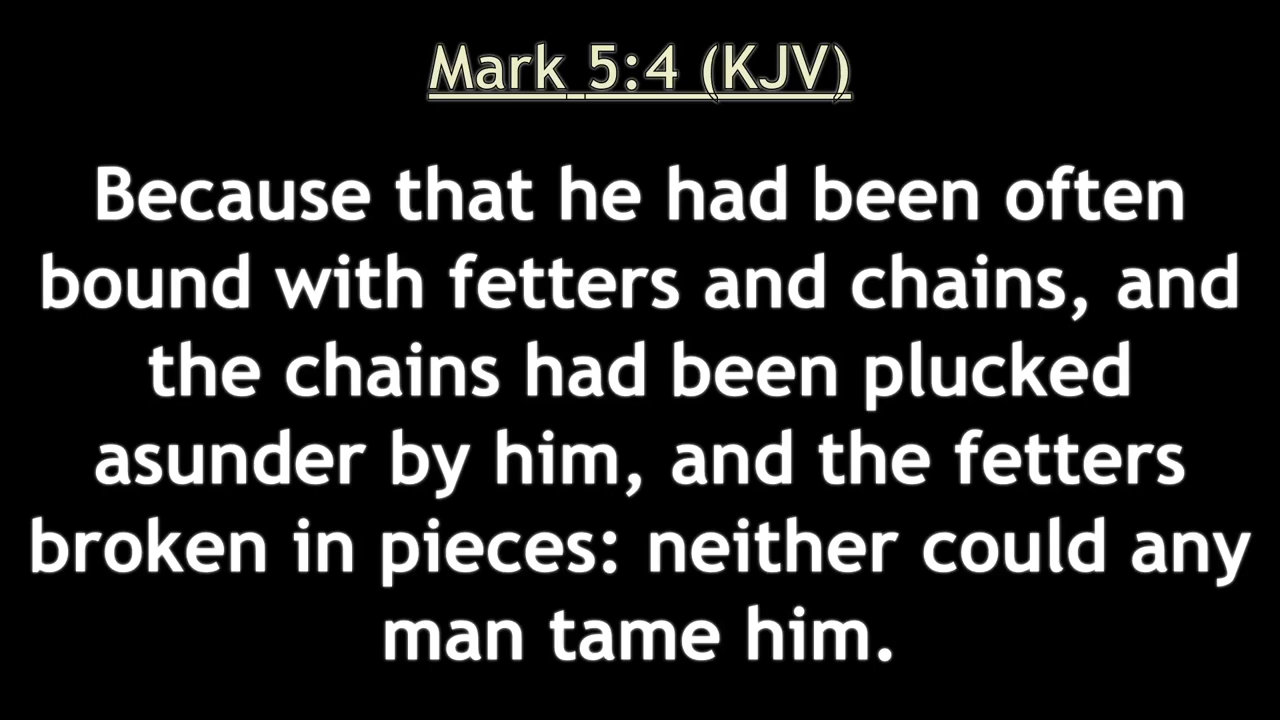 Mark 5:4 (KJV)
Because that he had been often
bound with fetters and chains, and
the chains had been plucked
asunder by him, and the fetters
broken in pieces: neither could any
man tame him.